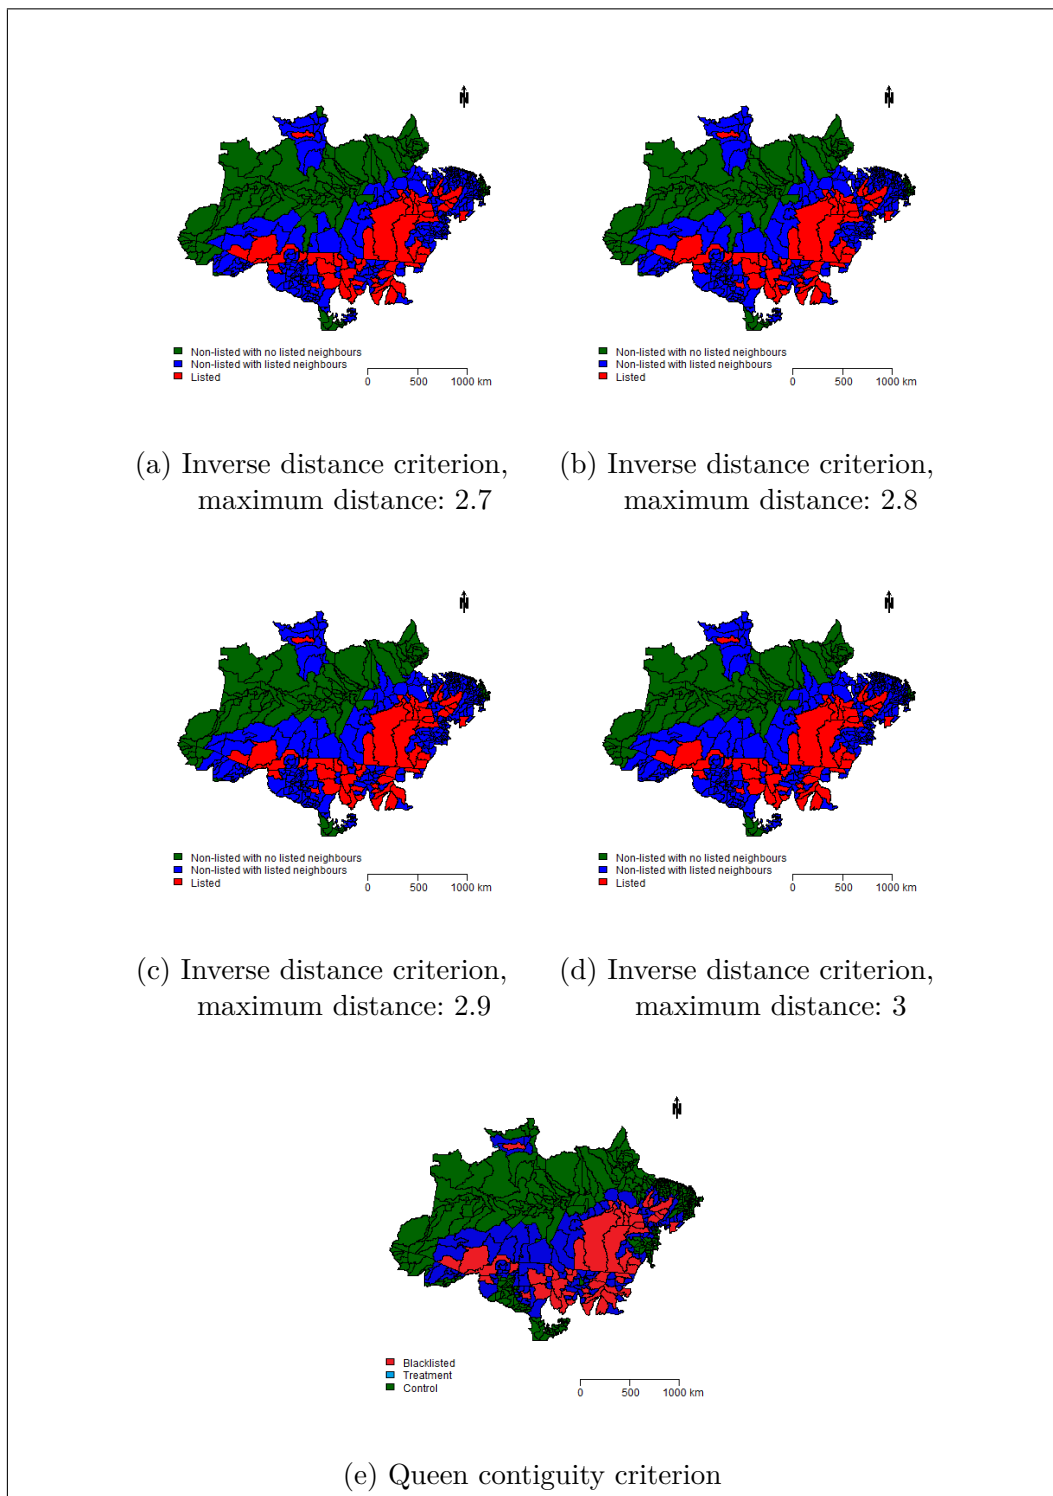 N
N
Non-listed with no listed neighbours
Non-listed with listed neighbours
Listed
0 500 1000 km
Non-listed with no listed neighbours
Non-listed with listed neighbours
Listed
0 500 1000 km
(a) Inverse distance criterion,
maximum distance: 2.7
(b) Inverse distance criterion,
maximum distance: 2.8
N
N
Non-listed with no listed neighbours
Non-listed with listed neighbours
Listed
0 500 1000 km
Non-listed with no listed neighbours
Non-listed with listed neighbours
Listed
0 500 1000 km
(c) Inverse distance criterion,
maximum distance: 2.9
(d) Inverse distance criterion,
maximum distance: 3
N
Blacklisted
Treatment
Control
0 500 1000 km
(e) Queen contiguity criterion